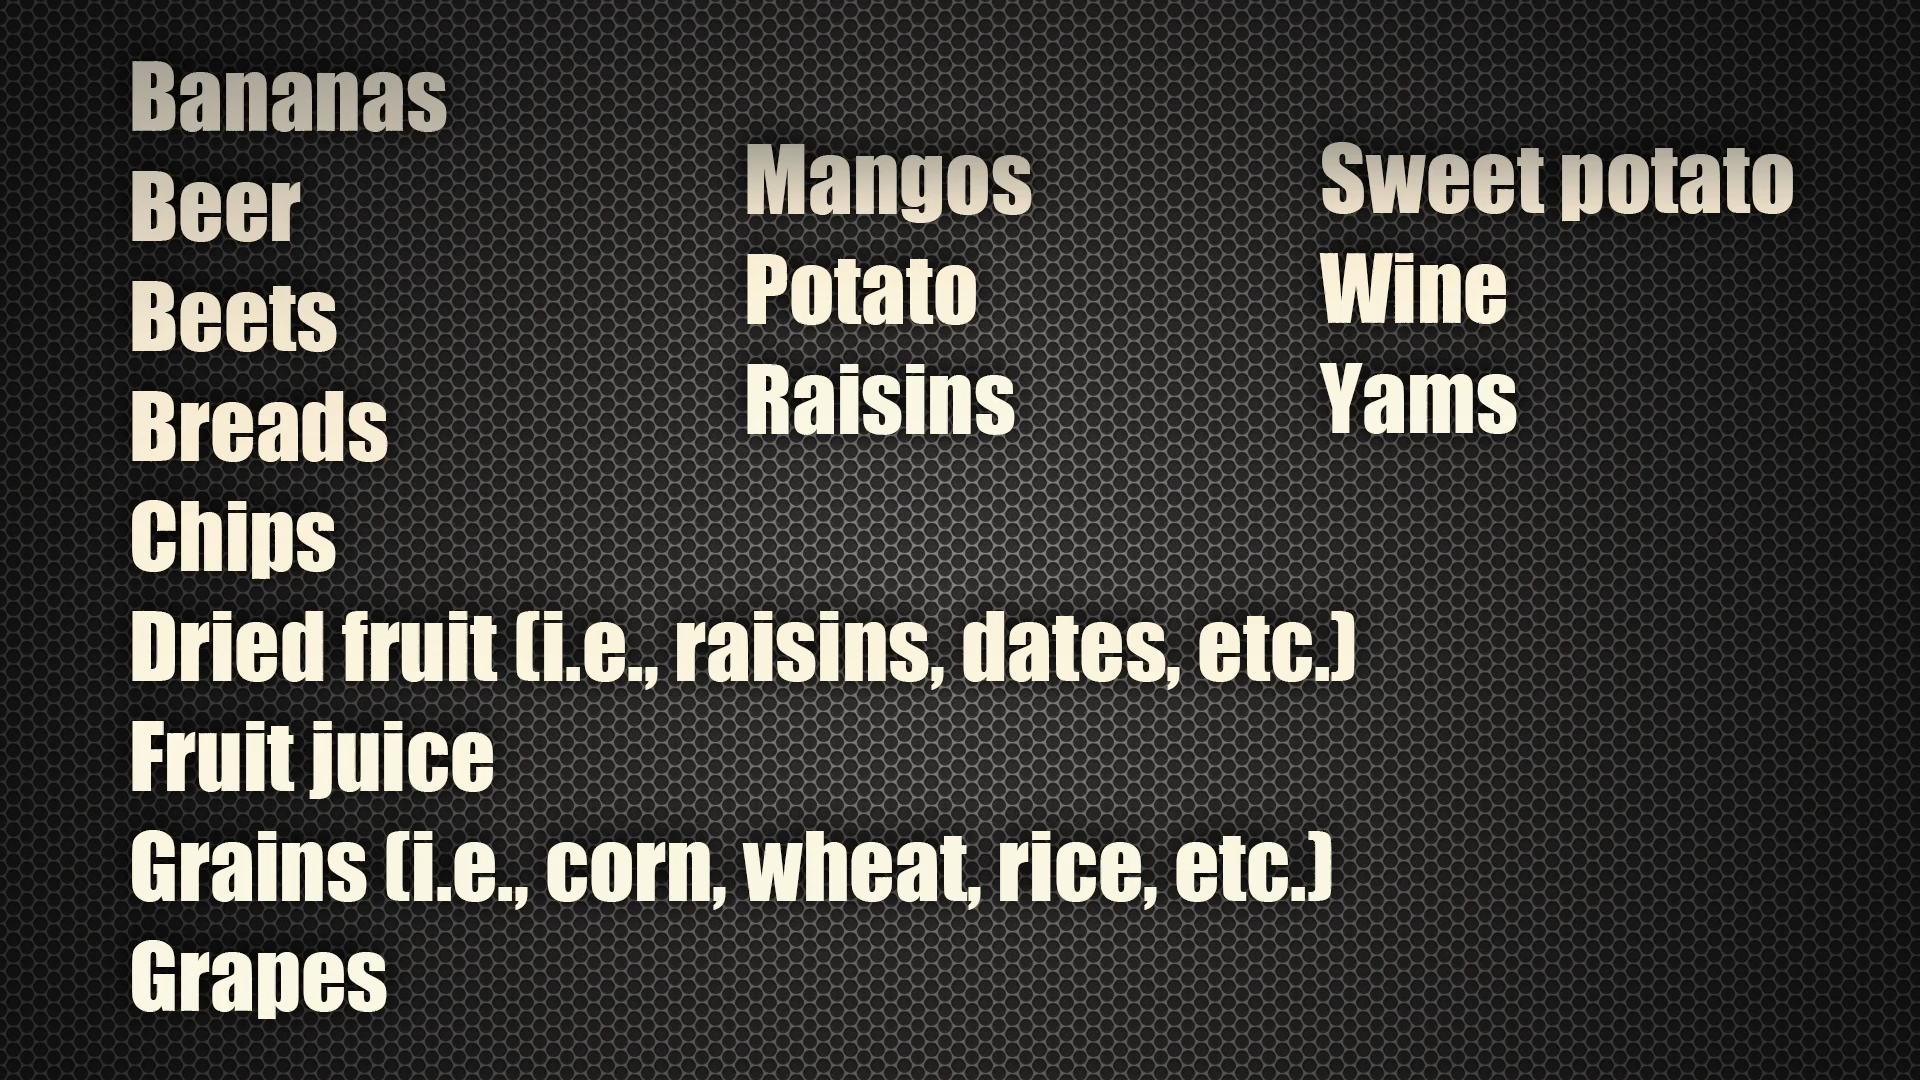 Bananas
Beer
Beets
Breads
Chips
Dried fruit (i.e., raisins, dates, etc.)
Fruit juice
Grains (i.e., corn, wheat, rice, etc.)
Grapes
Mangos
Potato
Raisins
Sweet potato
Wine
Yams